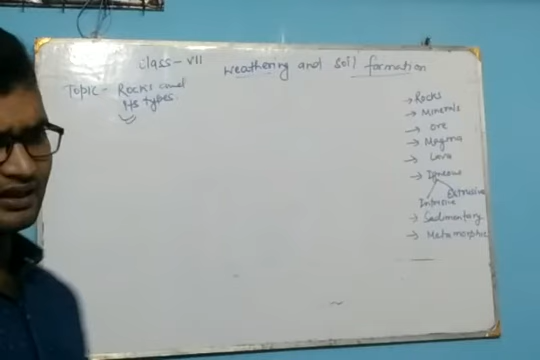 Class-VII
Weathering and Soil formation
Topic- Rocks and
its types.
→ Rocks
→ Minerals
→ Ore
→ Magma
→ Lava
→ Igneous
Extrusive
Intrusive
→ Sedimentary
→ Metamorphic